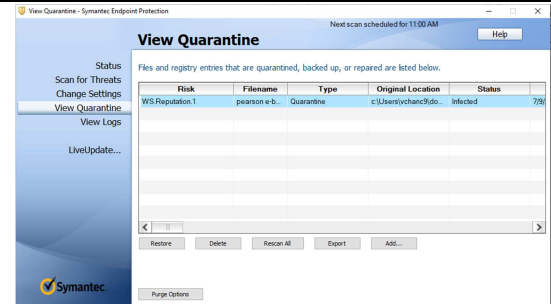 View Quarantine - Symantec Endpoint Protection
Next scan scheduled for 11:00 AM
Help
View Quarantine
Status
Scan for Threats
Change Settings
View Quarantine
View Logs
LiveUpdate...
Files and registry entries that are quarantined, backed up, or repaired are listed below.
Risk Filename Type Original Location Status
WS.Reputation.1 pearson e-b... Quarantine c:\Users\vchanc9\do... Infected 7/9/
Restore Delete Rescan All Export Add...
Symantec.
Purge Options